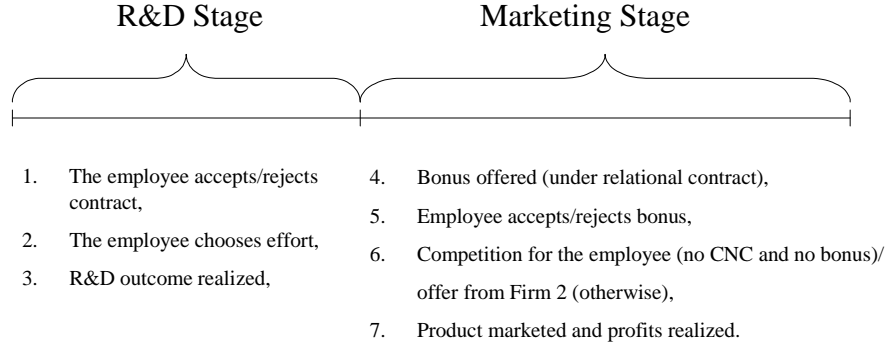 R&D Stage
Marketing Stage
1. The employee accepts/rejects
contract,
2. The employee chooses effort,
3. R&D outcome realized,
4. Bonus offered (under relational contract),
5. Employee accepts/rejects bonus,
6. Competition for the employee (no CNC and no bonus)/
offer from Firm 2 (otherwise),
7. Product marketed and profits realized.